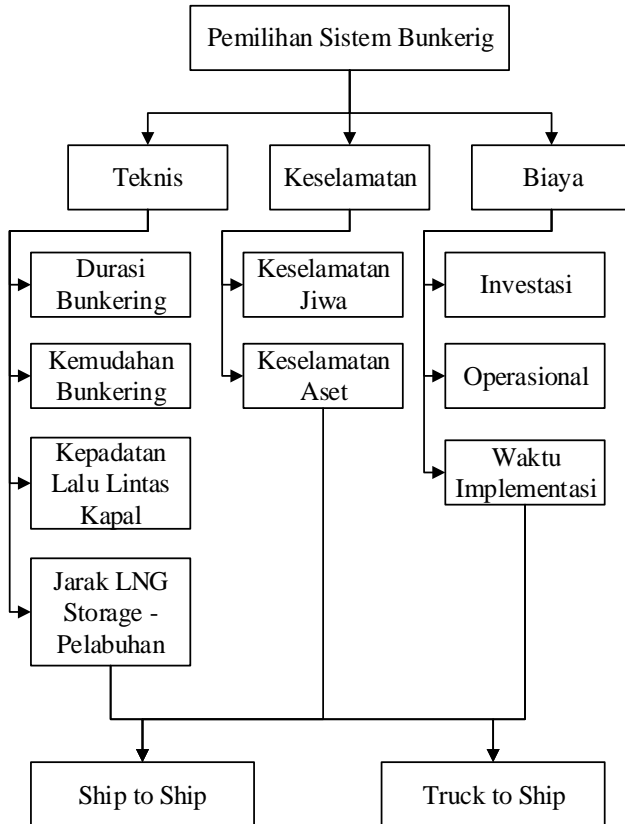 Pemilihan Sistem Bunkerig
Teknis
Keselamatan
Biaya
Durasi
Bunkering
Kemudahan
Bunkering
Kepadatan
Lalu Lintas
Kapal
Jarak LNG
Storage -
Pelabuhan
Keselamatan
Jiwa
Keselamatan
Aset
Investasi
Operasional
Waktu
Implementasi
Ship to Ship
Truck to Ship